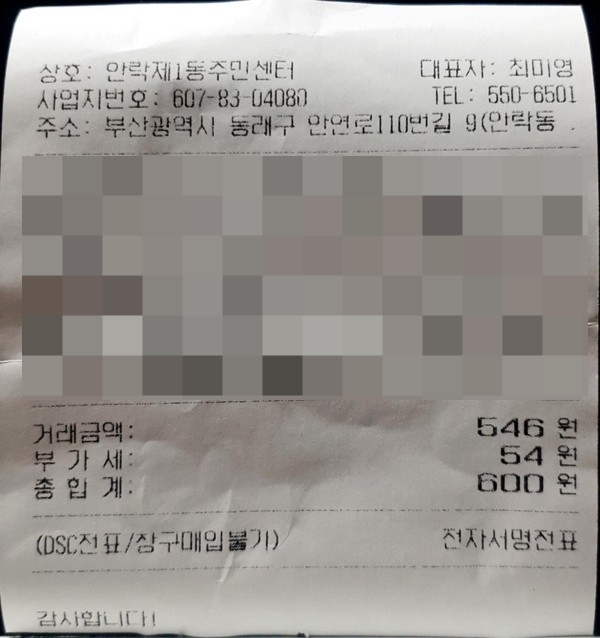 상호: 안락제1동주민센터 대표자: 최미영
사업지번호: 607-83-04080 TEL: 550-6501
주소: 부산광역시 동래구 안연로110번길 9(안락동
거래금액: 546 원
부 가 세: 54 원
총 합 계: 600 원
(DSC전표/장구매입불가) 전자서명전표
감사합니다!